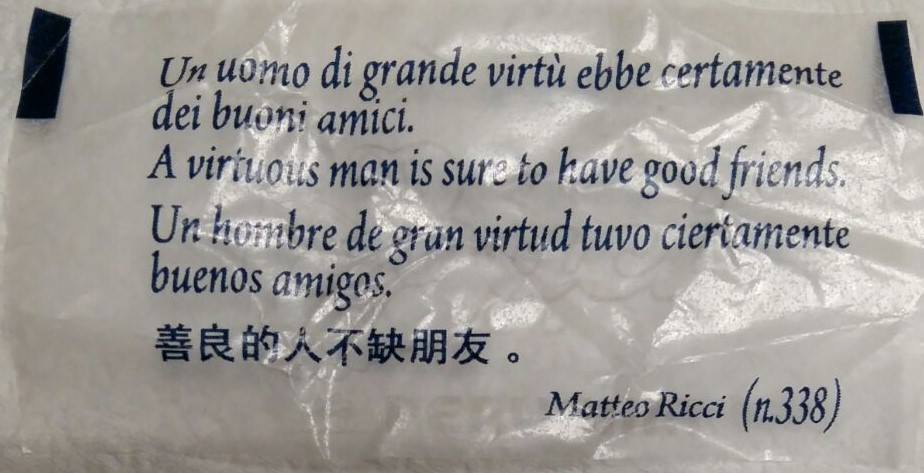 Un uomo di grande virtù ebbe certamente
dei buoni amici.
A virtuous man is sure to have good friends.
Un hombre de gran virtud tuvo ciertamente
buenos amigos.
善良的人不缺朋友。
Matteo Ricci (n.338)